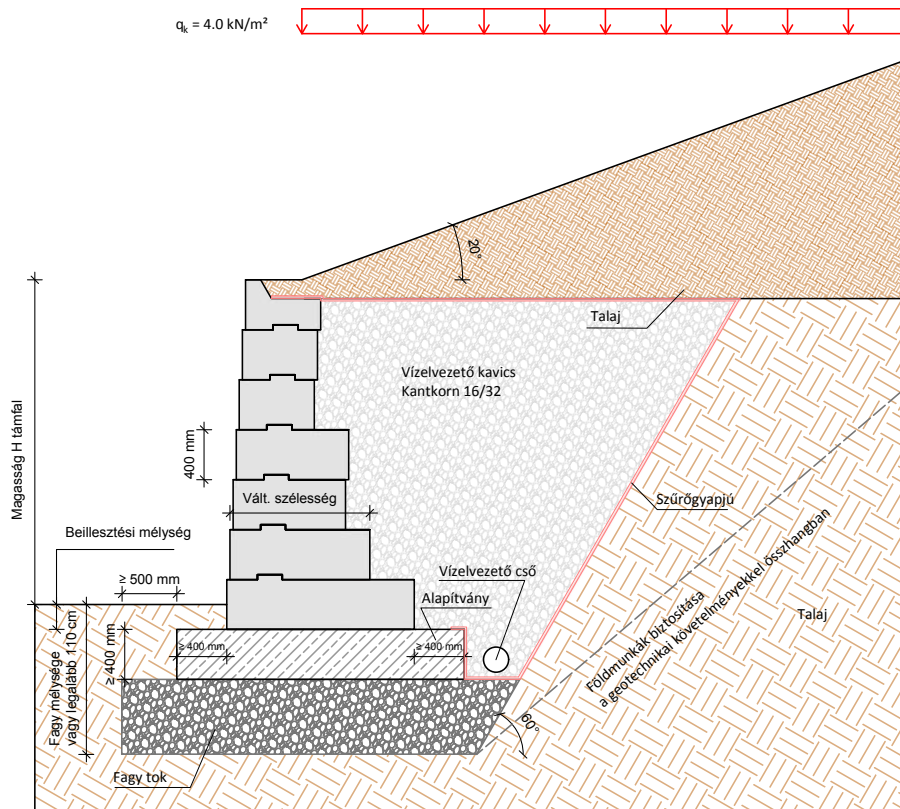 qk = 4.0 kN/m²
20°
Talaj
Vízelvezető kavics
Kantkorn 16/32
Magasság H támfal
400 mm
Vált. szélesség
Szűrőgyapjú
Beillesztési mélység
≥ 500 mm
Vízelvezető cső
Alapítvány
≥ 400 mm
≥ 400 mm
≥ 400 mm
Földmunkák biztosítása
a geotechnikai követelményekkel összhangban
Talaj
Fagy mélysége
vagy legalább 110 cm
60°
Fagy tok